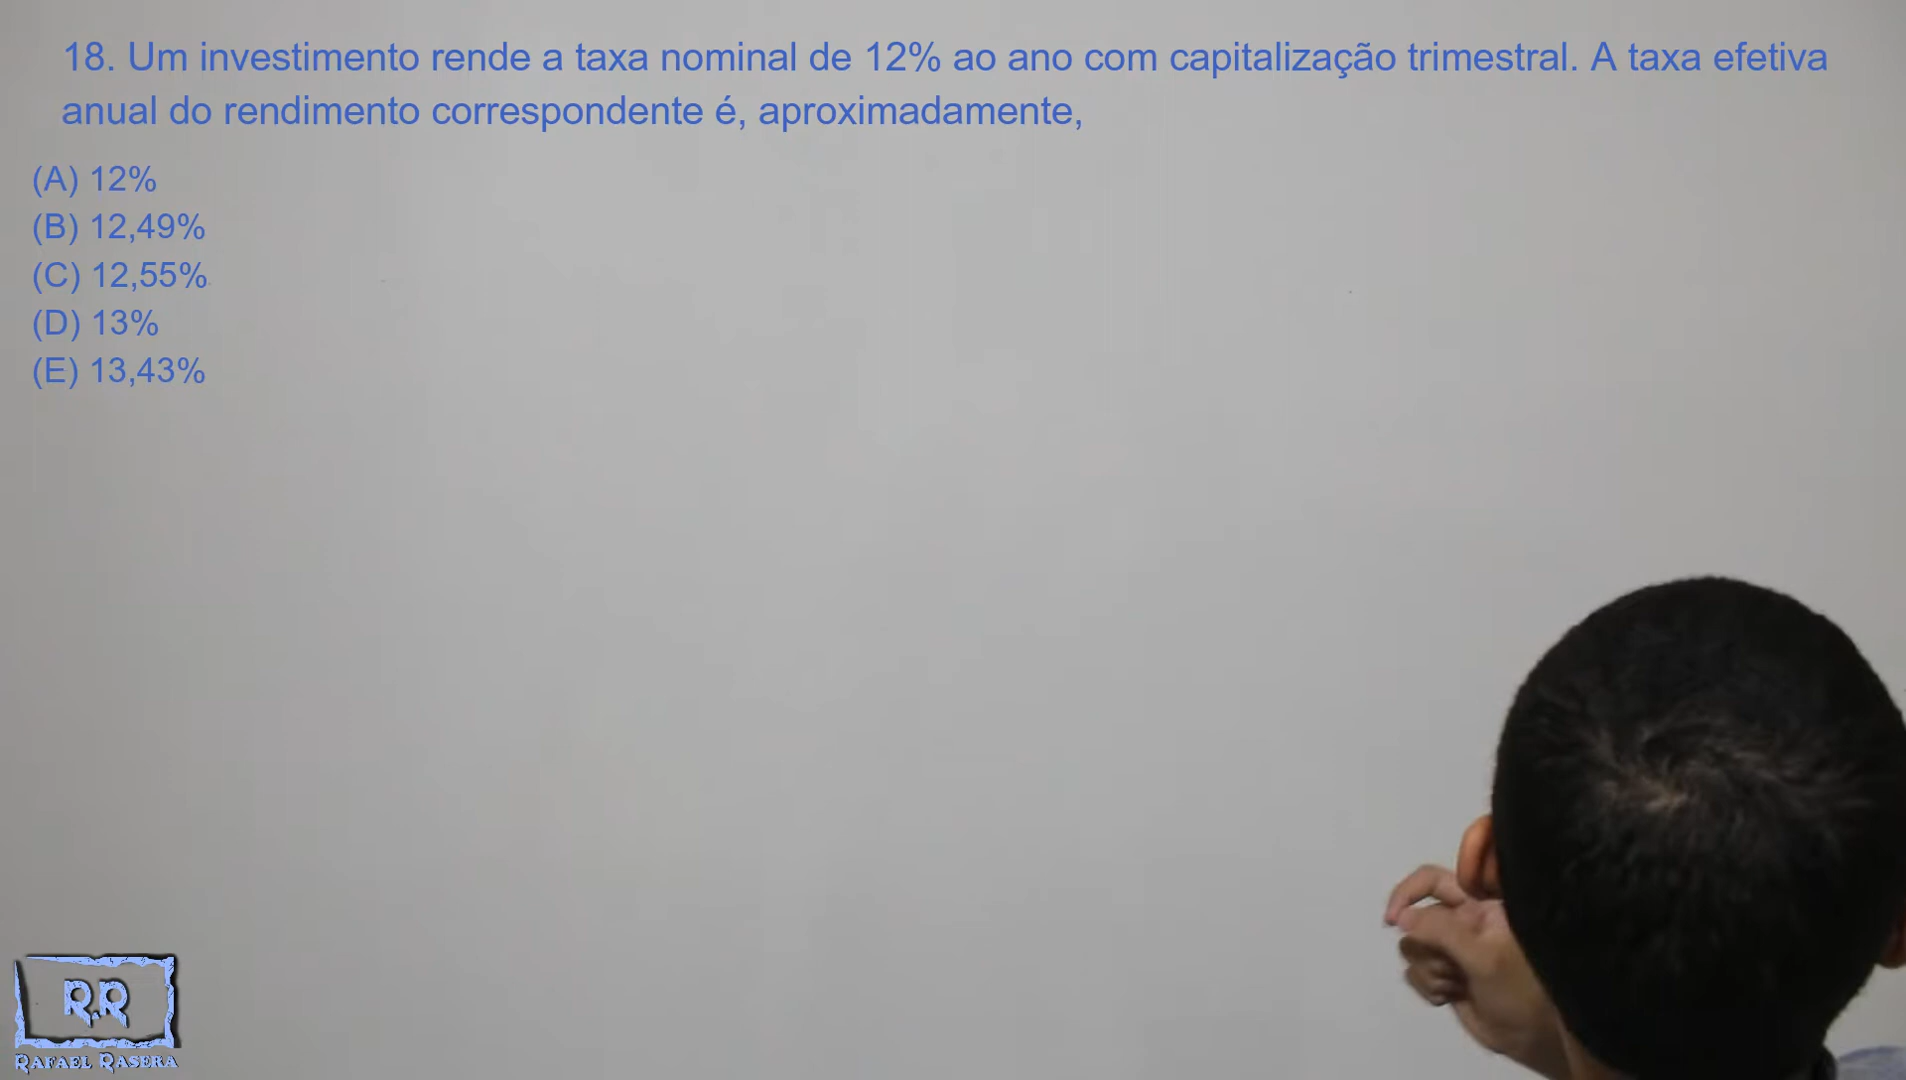 18. Um investimento rende a taxa nominal de 12% ao ano com capitalização trimestral. A taxa efetiva
anual do rendimento correspondente é, aproximadamente,
(A) 12%
(B) 12,49%
(C) 12,55%
(D) 13%
(E) 13,43%
R.R
RAFAEL RASERA